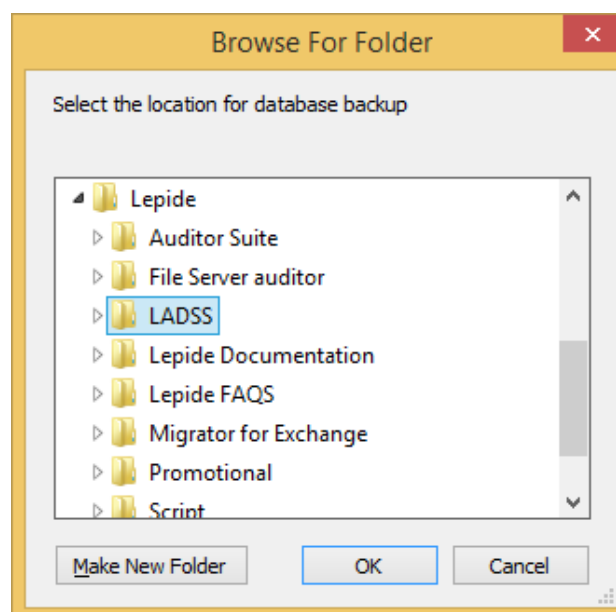 Browse For Folder
Select the location for database backup
Lepide
Auditor Suite
File Server auditor
LADSS
Lepide Documentation
Lepide FAQS
Migrator for Exchange
Promotional
Script
Make New Folder
OK
Cancel